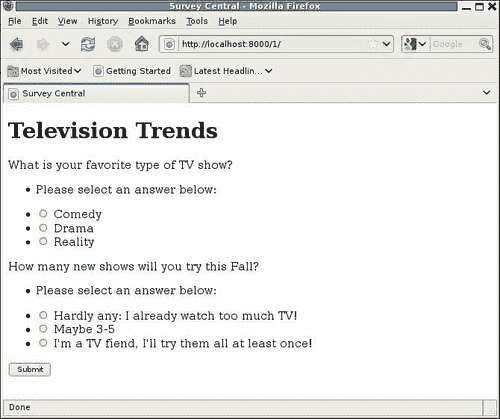 Survey Central - Mozilla Firefox
File Edit View History Bookmarks Tools Help
http://localhost:8000/1/
Google
Most Visited Getting Started Latest Headlin...
Survey Central
Television Trends
What is your favorite type of TV show?
Please select an answer below:
Comedy
Drama
Reality
How many new shows will you try this Fall?
Please select an answer below:
Hardly any: I already watch too much TV!
Maybe 3-5
I'm a TV fiend, I'll try them all at least once!
Submit
Done